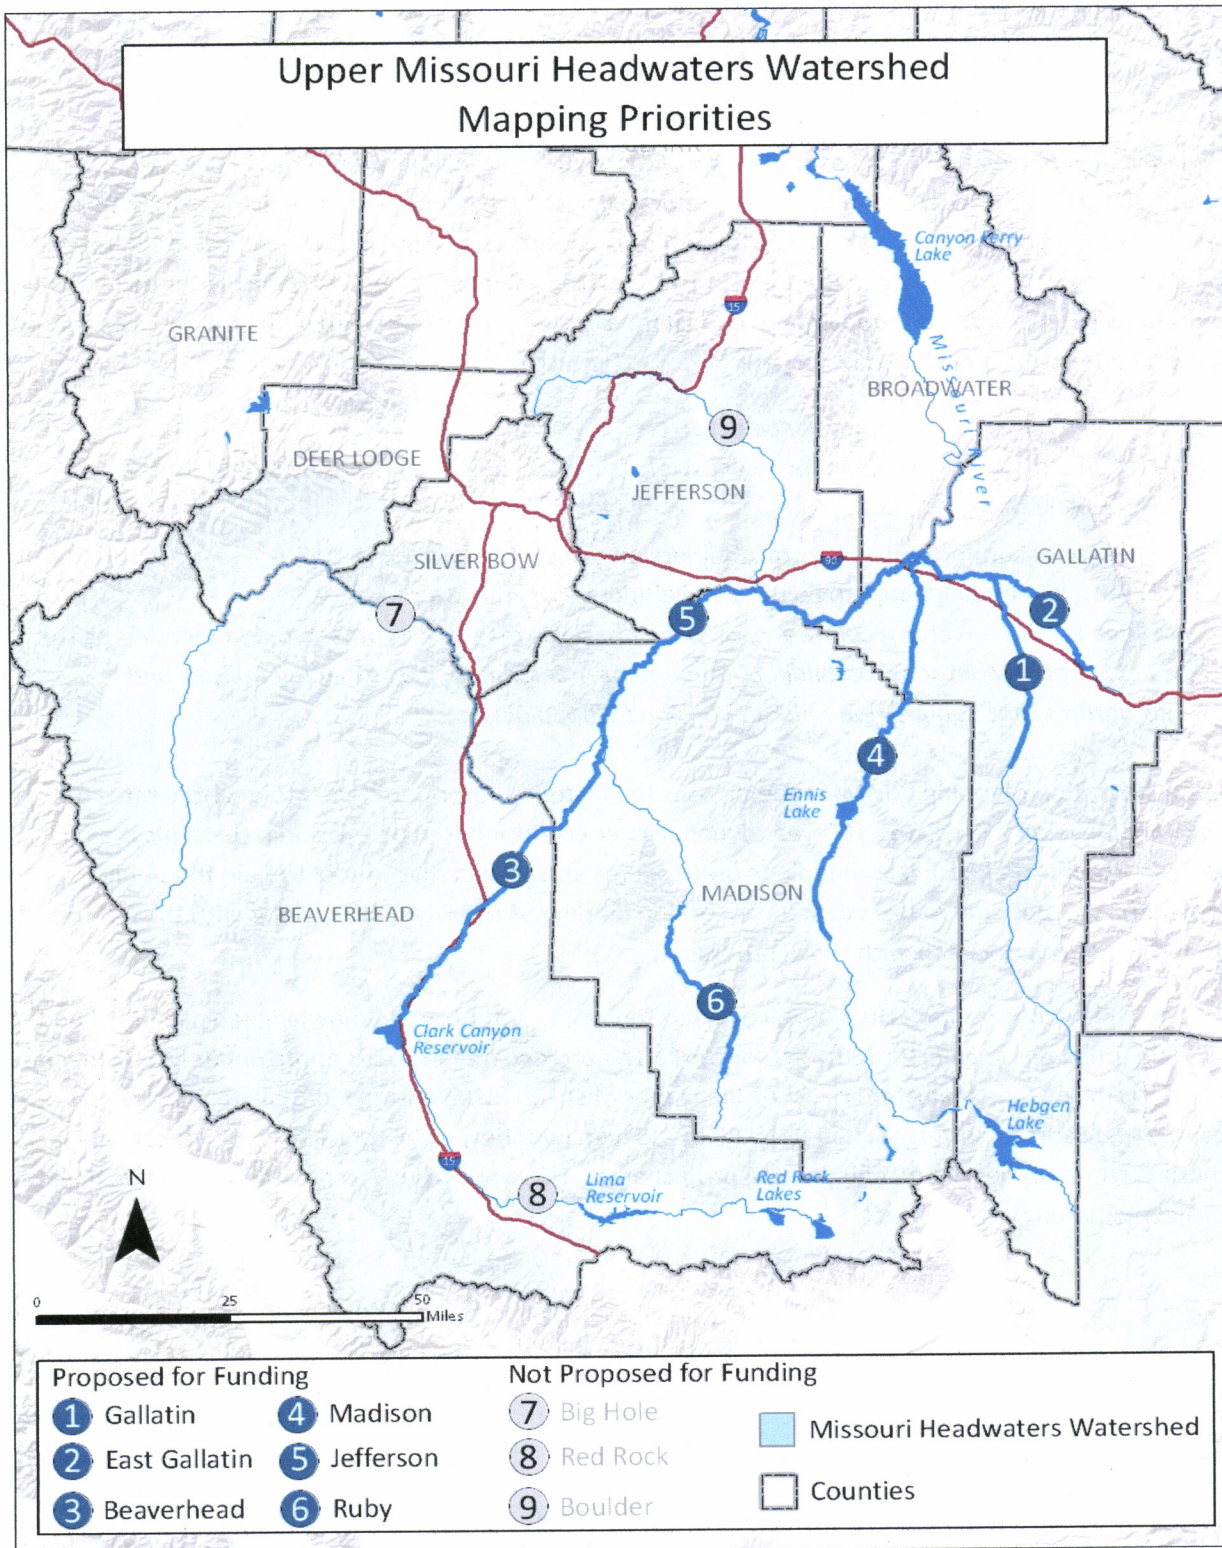 Upper Missouri Headwaters Watershed
Mapping Priorities
Canyon Ferry
Lake
15
GRANITE
Missouri River
BROADWATER
9
DEER LODGE
JEFFERSON
SILVER BOW
90
GALLATIN
7
5
2
1
4
Ennis
Lake
3
MADISON
BEAVERHEAD
6
Clark Canyon
Reservoir
Hebgen
Lake
15
N
8
Lima
Reservoir
Red Rock
Lakes
0 25 50
Miles
Proposed for Funding
1 Gallatin
2 East Gallatin
3 Beaverhead
4 Madison
5 Jefferson
6 Ruby
Not Proposed for Funding
7 Big Hole
8 Red Rock
9 Boulder
Missouri Headwaters Watershed
Counties